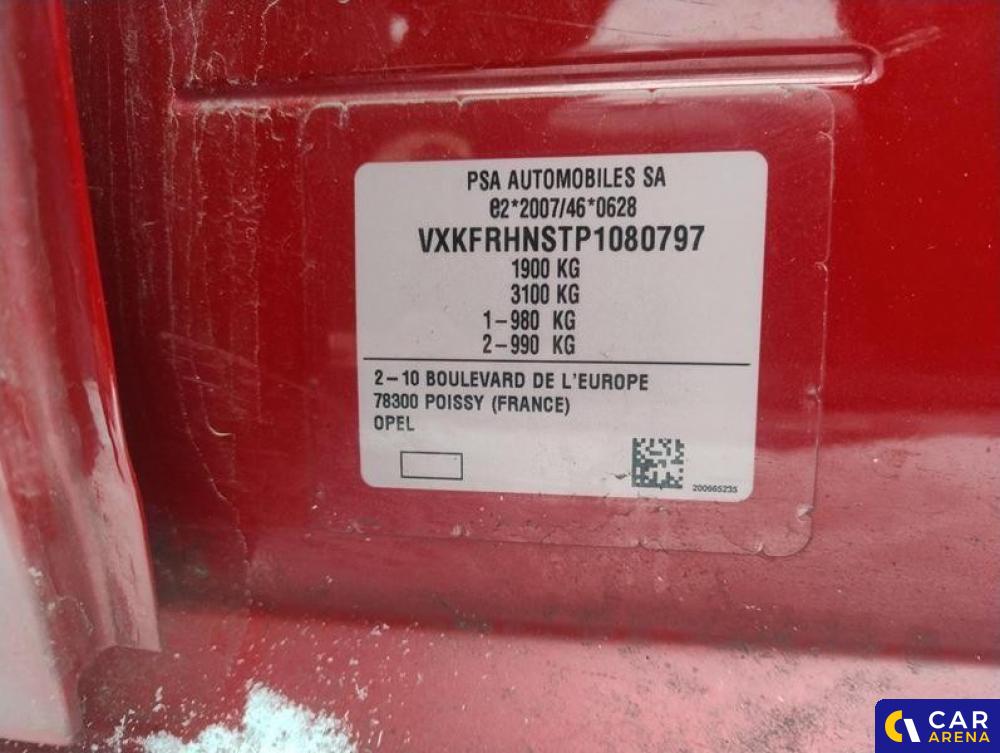 PSA AUTOMOBILES SA
e2*2007/46*0628
VXKFRHNSTP1080797
1900 KG
3100 KG
1-980 KG
2-990 KG
2-10 BOULEVARD DE L'EUROPE
78300 POISSY (FRANCE)
OPEL
200665235
CAR
ARENA